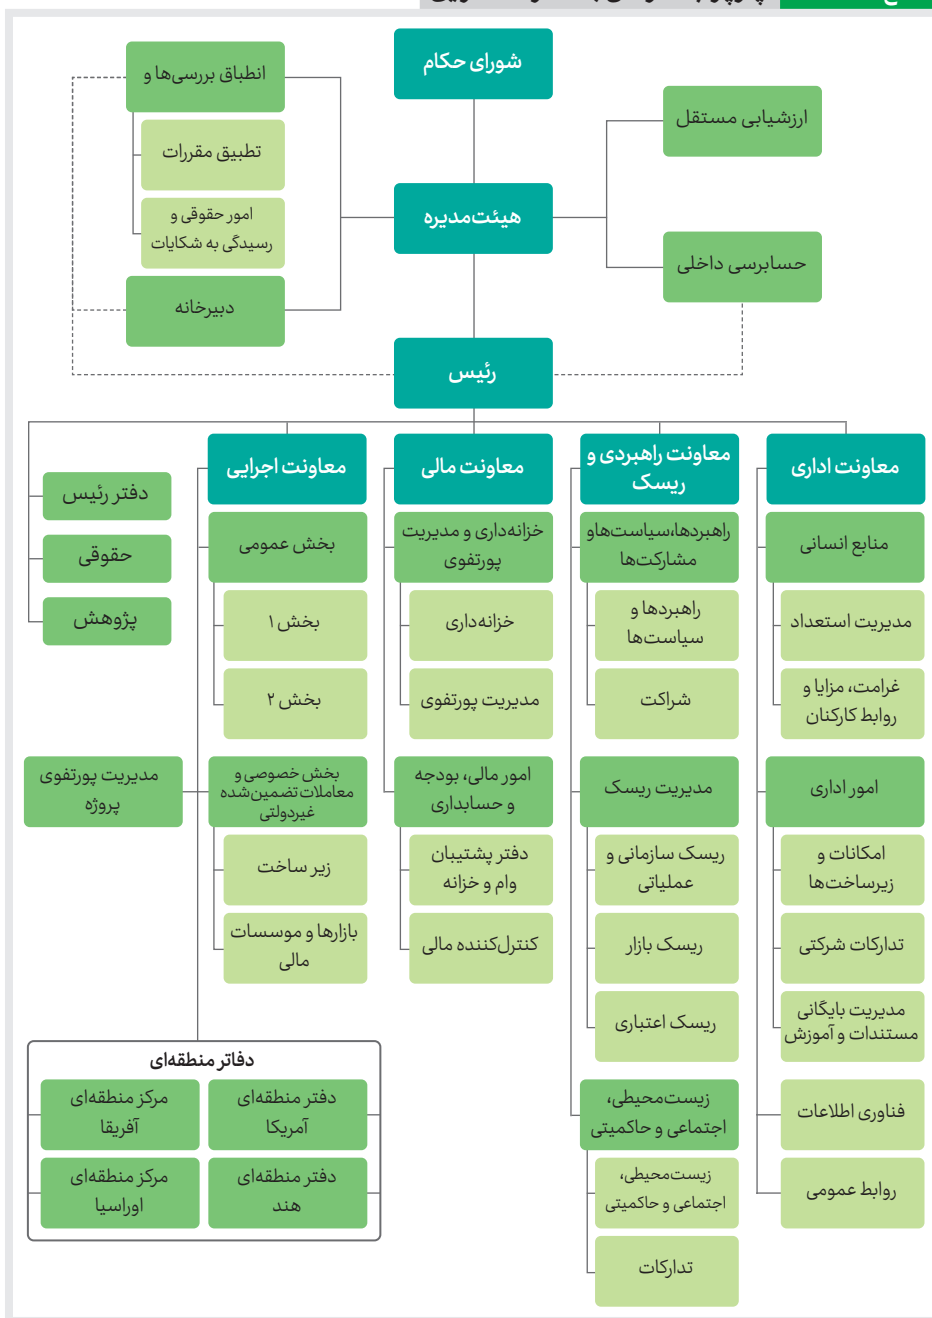 شورای حکام
انطباق بررسی‌ها و
تطبیق مقررات
امور حقوقی و
رسیدگی به شکایات
دبیرخانه
ارزشیابی مستقل
هیئت‌مدیره
حسابرسی داخلی
رئیس
معاونت اداری
منابع انسانی
مدیریت استعداد
غرامت، مزایا و
روابط کارکنان
امور اداری
امکانات و
زیرساخت‌ها
تدارکات شرکتی
مدیریت بایگانی
مستندات و آموزش
فناوری اطلاعات
روابط عمومی
معاونت راهبردی و
ریسک
راهبردها،سیاست‌هاو
مشارکت‌ها
راهبردها و
سیاست‌ها
شراکت
مدیریت ریسک
ریسک سازمانی و
عملیاتی
ریسک بازار
ریسک اعتباری
زیست‌محیطی،
اجتماعی و حاکمیتی
زیست‌محیطی،
اجتماعی و حاکمیتی
تدارکات
معاونت مالی
خزانه‌داری و مدیریت
پورتفوی
خزانه‌داری
مدیریت پورتفوی
امور مالی، بودجه
و حسابداری
دفتر پشتیبان
وام و خزانه
کنترل‌کننده مالی
معاونت اجرایی
بخش عمومی
بخش ۱
بخش ۲
بخش خصوصی و
معاملات تضمین‌شده
غیردولتی
زیر ساخت
بازارها و موسسات
مالی
دفتر رئیس
حقوقی
پژوهش
مدیریت پورتفوی
پروژه
دفاتر منطقه‌ای
دفتر منطقه‌ای
آمریکا
مرکز منطقه‌ای
آفریقا
دفتر منطقه‌ای
هند
مرکز منطقه‌ای
اوراسیا